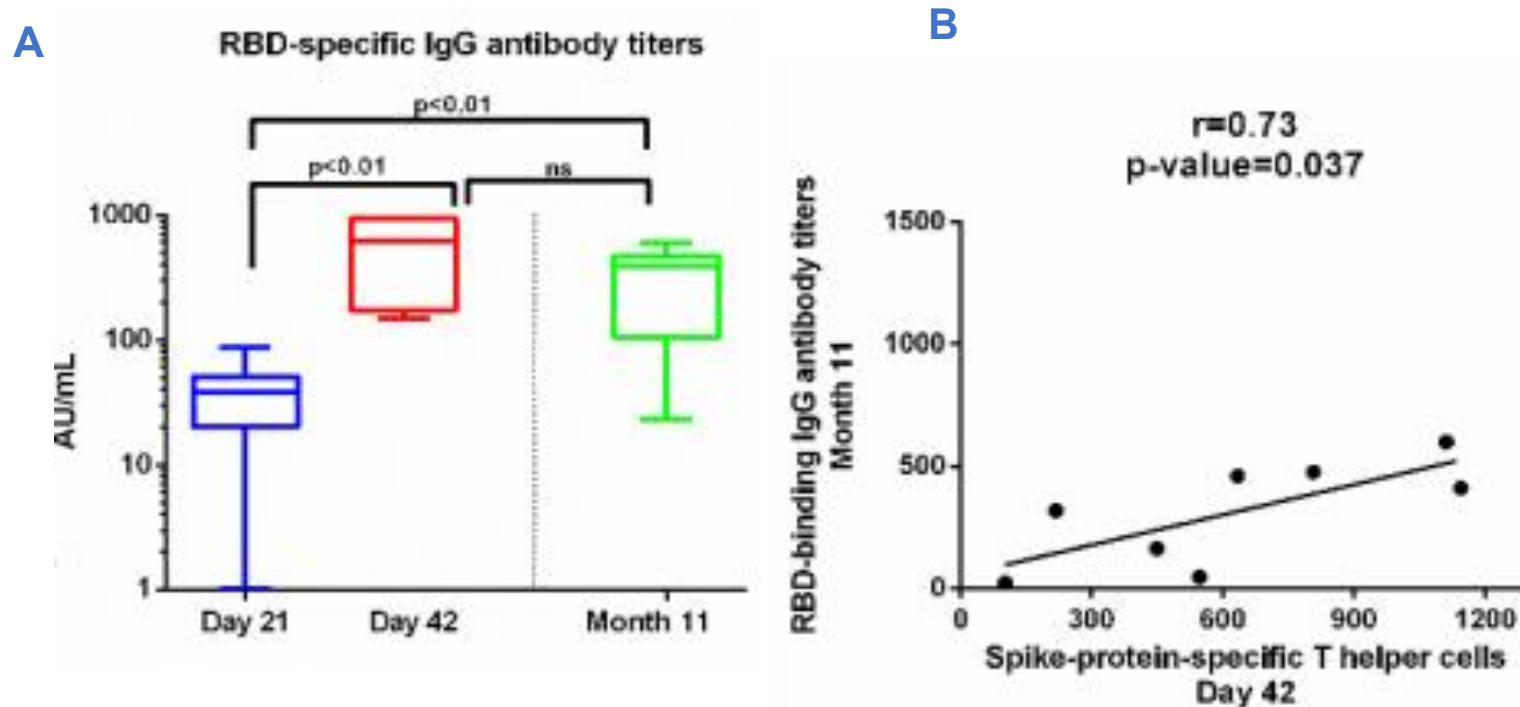 A
RBD-specific IgG antibody titers
p<0.01
p<0.01
ns
1000
100
10
1
AU/mL
Day 21
Day 42
Month 11
B
r=0.73
p-value=0.037
RBD-binding IgG antibody titers
Month 11
1500
1000
500
0
0
300
600
900
1200
Spike-protein-specific T helper cells
Day 42